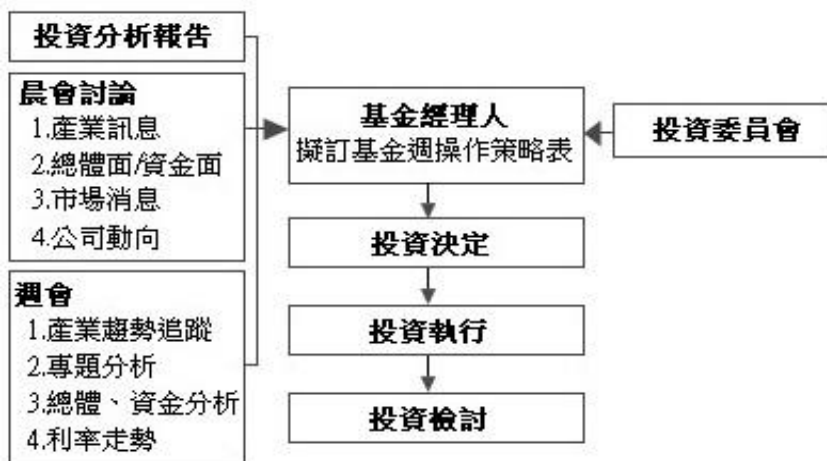 投資分析報告
晨會討論
1.產業訊息
2.總體面/資金面
3.市場消息
4.公司動向
週會
1.產業趨勢追蹤
2.專題分析
3.總體、資金分析
4.利率走勢
基金經理人
擬訂基金週操作策略表
投資委員會
投資決定
投資執行
投資檢討